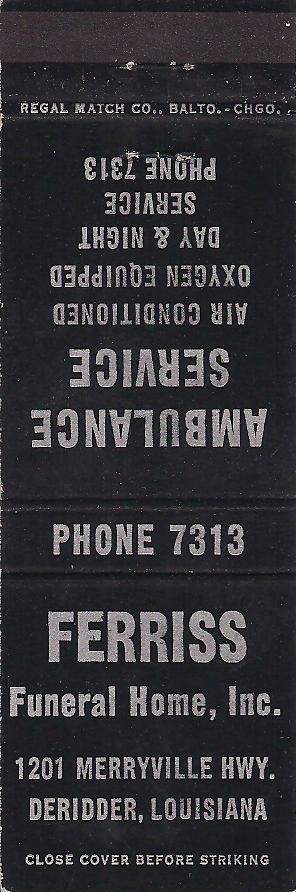 REGAL MATCH CO., BALTO.-CHGO.
AMBULANCE
SERVICE
AIR CONDITIONED
OXYGEN EQUIPPED
DAY & NIGHT
SERVICE
PHONE 7313
PHONE 7313
FERRISS
Funeral Home, Inc.
1201 MERRYVILLE HWY.
DERIDDER, LOUISIANA
CLOSE COVER BEFORE STRIKING